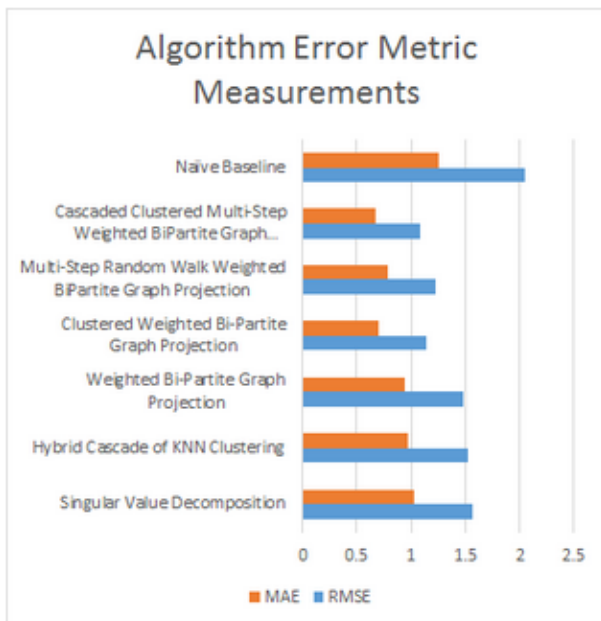 Algorithm Error Metric
Measurements
Naïve Baseline
Cascaded Clustered Multi-Step
Weighted BiPartite Graph...
Multi-Step Random Walk Weighted
BiPartite Graph Projection
Clustered Weighted Bi-Partite
Graph Projection
Weighted Bi-Partite Graph
Projection
Hybrid Cascade of KNN Clustering
Singular Value Decomposition
0 0.5 1 1.5 2 2.5
MAE RMSE